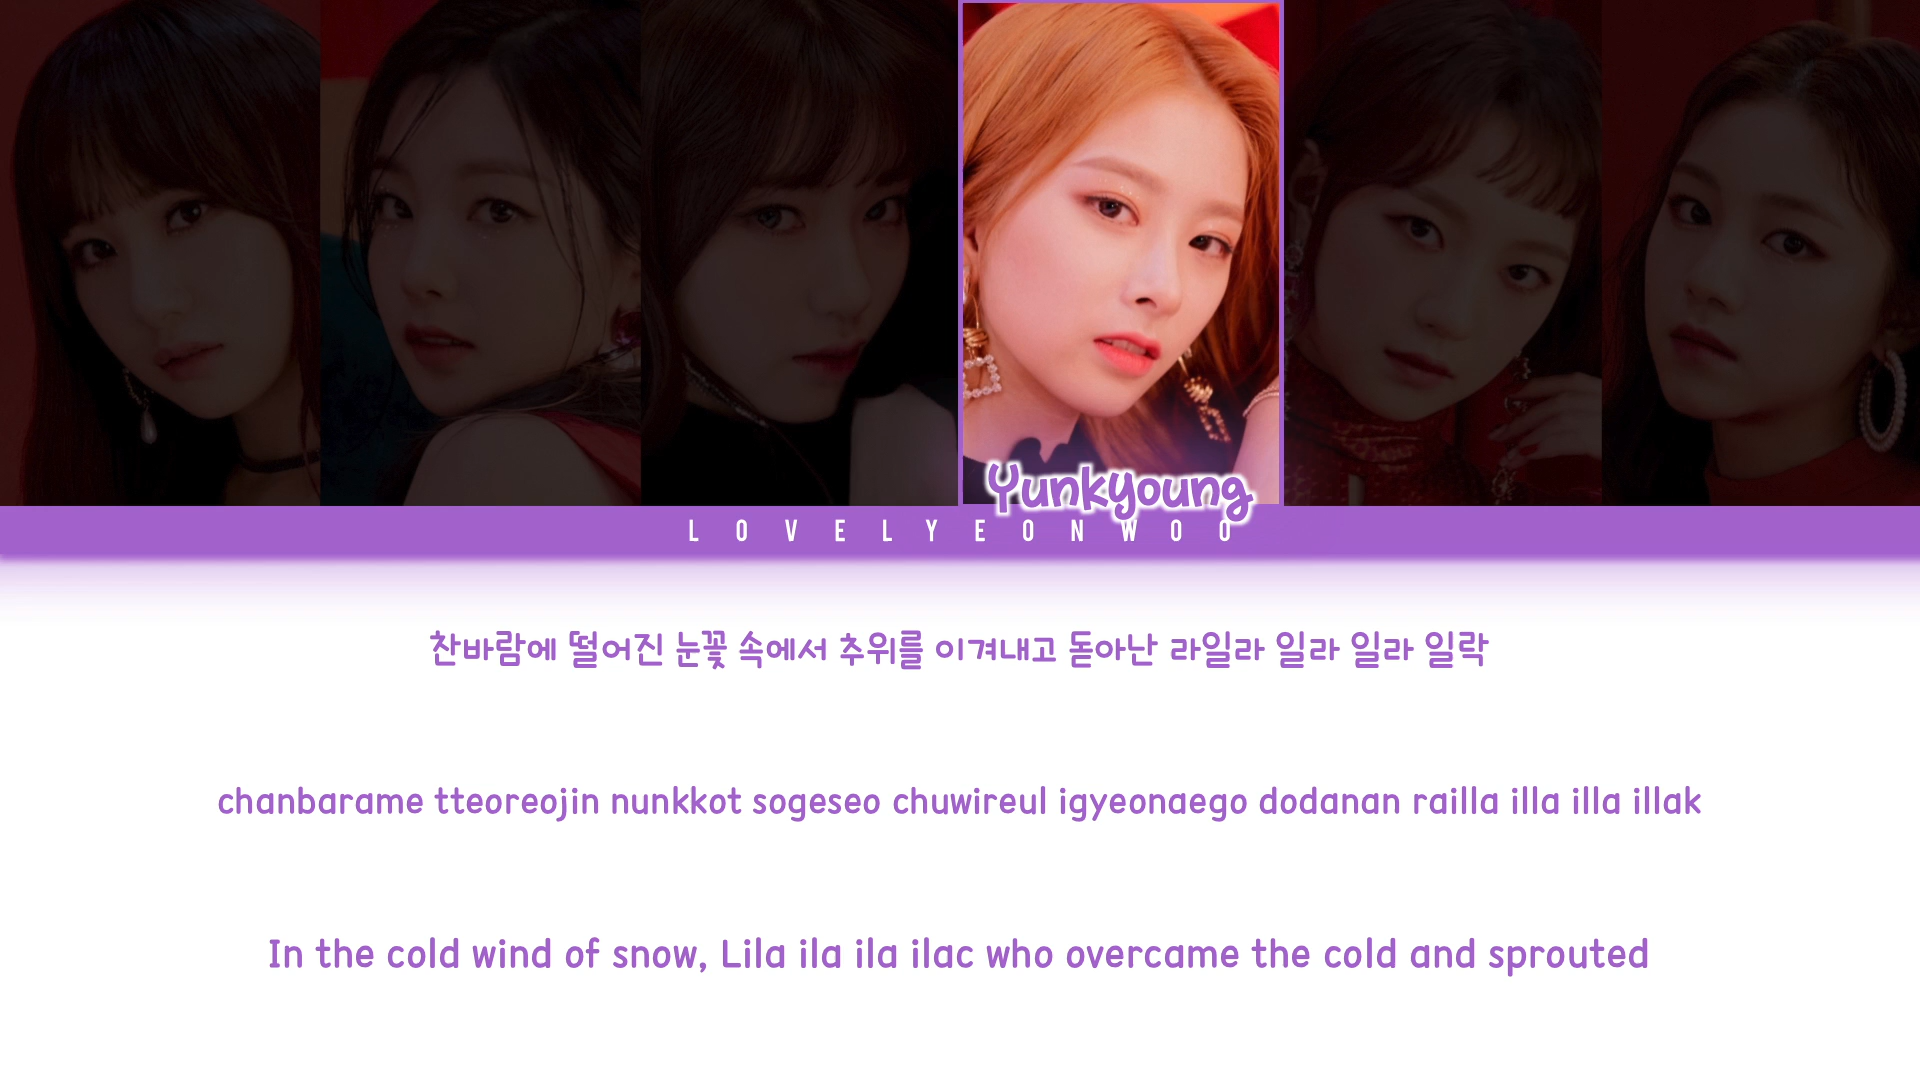 Yunkyoung
LOVELYEONWOO
찬바람에 떨어진 눈꽃 속에서 추위를 이겨내고 돋아난 라일라 일라 일라 일락
chanbarame tteoreojin nunkkot sogeseo chuwireul igyeonaego dodanan railla illa illa illak
In the cold wind of snow, Lila ila ila ilac who overcame the cold and sprouted